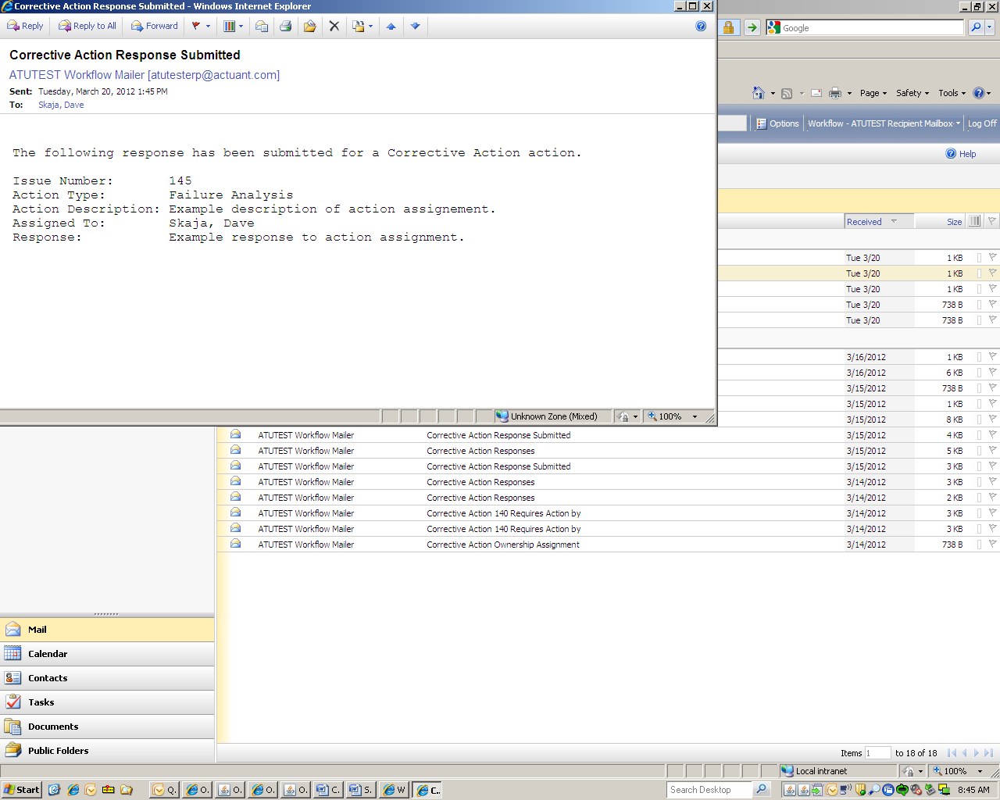 Corrective Action Response Submitted - Windows Internet Explorer
Reply Reply to All Forward
Corrective Action Response Submitted
ATUTEST Workflow Mailer [atutesterp@actuant.com]
Sent: Tuesday, March 20, 2012 1:45 PM
To: Skaja, Dave
The following response has been submitted for a Corrective Action action.
Issue Number: 145
Action Type: Failure Analysis
Action Description: Example description of action assignement.
Assigned To: Skaja, Dave
Response: Example response to action assignment.
Unknown Zone (Mixed) 100%
Google
Page Safety Tools
Options Workflow - ATUTEST Recipient Mailbox Log Off
Help
Received Size
Tue 3/20 1 KB
Tue 3/20 1 KB
Tue 3/20 1 KB
Tue 3/20 738 B
Tue 3/20 738 B
3/16/2012 1 KB
3/16/2012 6 KB
3/15/2012 738 B
3/15/2012 1 KB
3/15/2012 8 KB
ATUTEST Workflow Mailer Corrective Action Response Submitted 3/15/2012 4 KB
ATUTEST Workflow Mailer Corrective Action Responses 3/15/2012 5 KB
ATUTEST Workflow Mailer Corrective Action Response Submitted 3/15/2012 3 KB
ATUTEST Workflow Mailer Corrective Action Responses 3/14/2012 3 KB
ATUTEST Workflow Mailer Corrective Action Responses 3/14/2012 2 KB
ATUTEST Workflow Mailer Corrective Action 140 Requires Action by 3/14/2012 3 KB
ATUTEST Workflow Mailer Corrective Action 140 Requires Action by 3/14/2012 3 KB
ATUTEST Workflow Mailer Corrective Action Ownership Assignment 3/14/2012 738 B
Mail
Calendar
Contacts
Tasks
Documents
Public Folders
Items 1 to 18 of 18
Local intranet 100%
Start Q. O. O. O. O. C. S. W C.. Search Desktop 8:45 AM